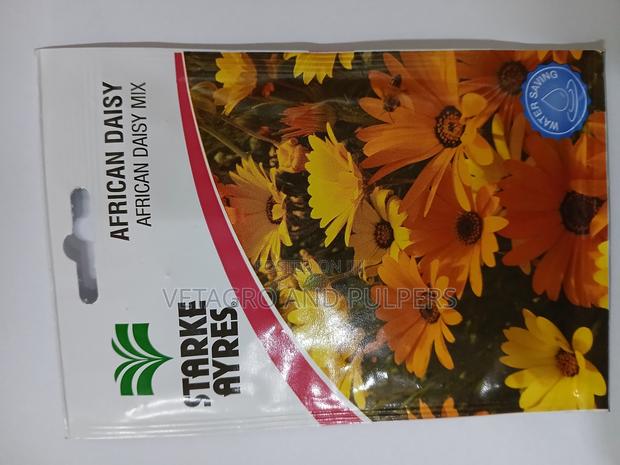 AFRICAN DAISY
AFRICAN DAISY MIX
STARKE
AYRES®
WATER SAVING
VETAGRO AND PULPERS